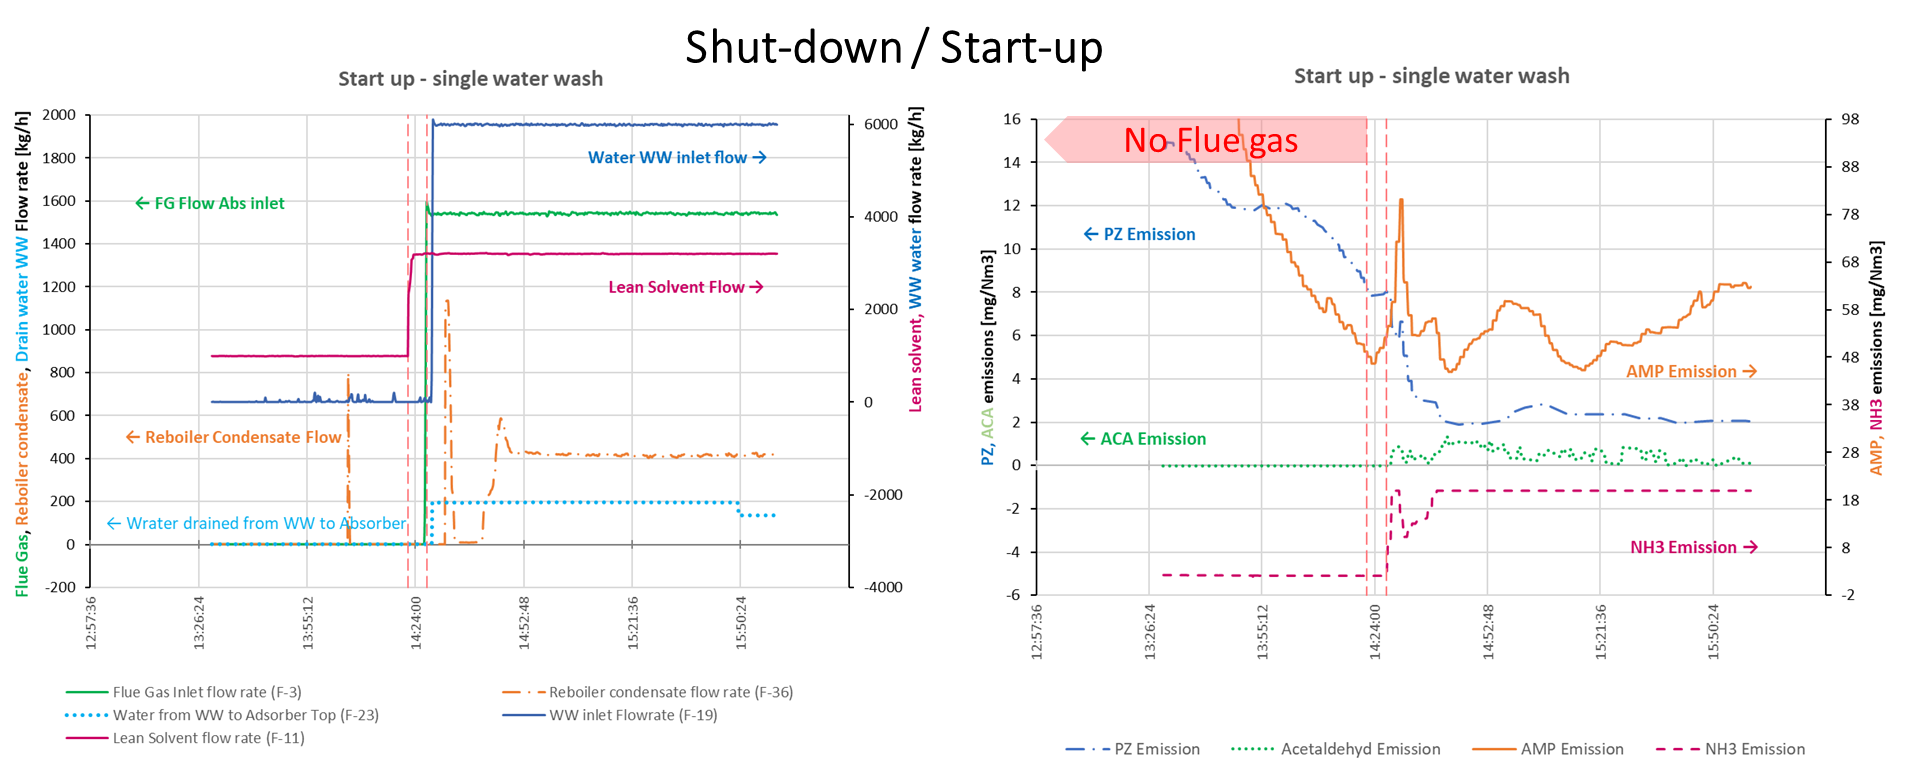 Shut-down / Start-up
Start up - single water wash
Flue Gas, Reboiler condensate, Drain water WW Flow rate [kg/h]
2000
1800
1600
1400
1200
1000
800
600
400
200
0
-200
← FG Flow Abs inlet
Water WW inlet flow →
Lean Solvent Flow →
← Reboiler Condensate Flow
← Wrater drained from WW to Absorber
6000
4000
2000
0
-2000
-4000
Lean solvent, WW water flow rate [kg/h]
12:57:36
13:26:24
13:55:12
14:24:00
14:52:48
15:21:36
15:50:24
Flue Gas Inlet flow rate (F-3)
Reboiler condensate flow rate (F-36)
Water from WW to Adsorber Top (F-23)
WW inlet Flowrate (F-19)
Lean Solvent flow rate (F-11)
Start up - single water wash
PZ, ACA emissions [mg/Nm3]
16
14
12
10
8
6
4
2
0
-2
-4
-6
No Flue gas
← PZ Emission
AMP Emission →
← ACA Emission
NH3 Emission →
98
88
78
68
58
48
38
28
18
8
-2
AMP, NH3 emissions [mg/Nm3]
12:57:36
13:26:24
13:55:12
14:24:00
14:52:48
15:21:36
15:50:24
PZ Emission
Acetaldehyd Emission
AMP Emission
NH3 Emission